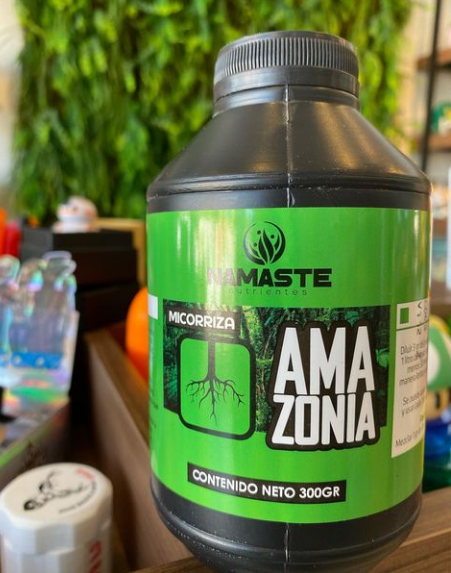 NAMASTE
nutrientes
MICORRIZA
AMA
ZONIA
CONTENIDO NETO 300GR